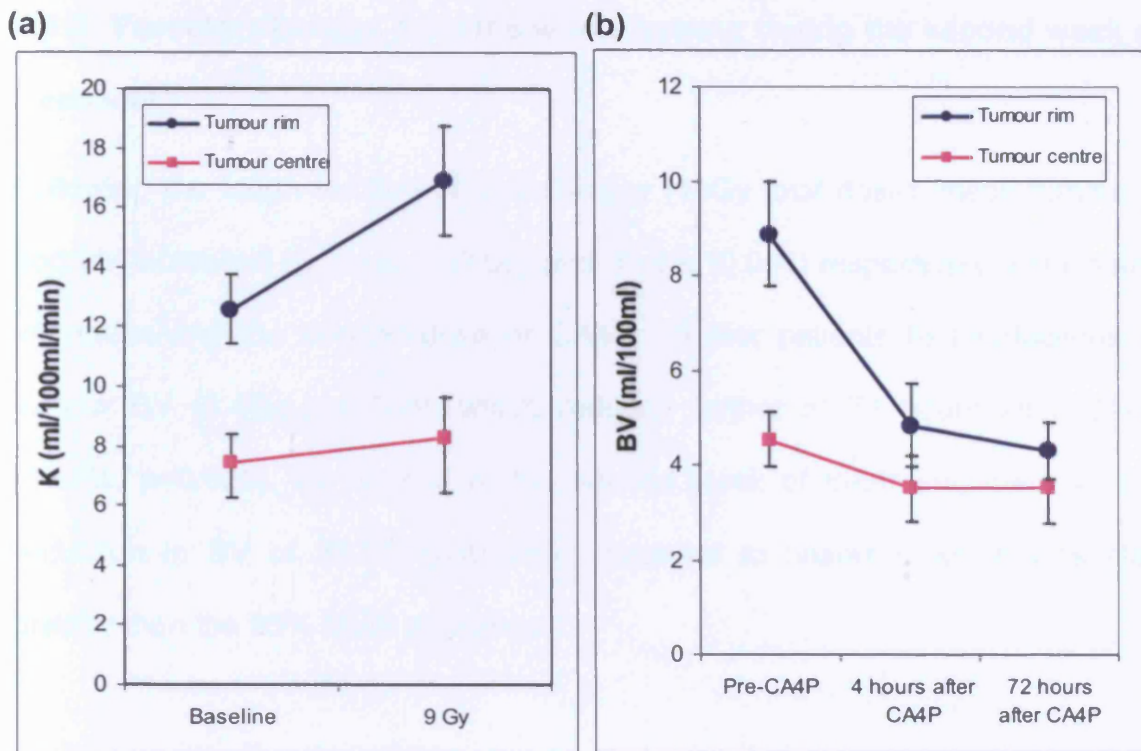 (a)
20
18
16
14
12
10
8
6
4
2
0
K (ml/100ml/min)
Tumour rim
Tumour centre
Baseline
9 Gy
(b)
12
10
8
6
4
2
0
BV (ml/100ml)
Tumour rim
Tumour centre
Pre-CA4P
4 hours after
CA4P
72 hours
after CA4P